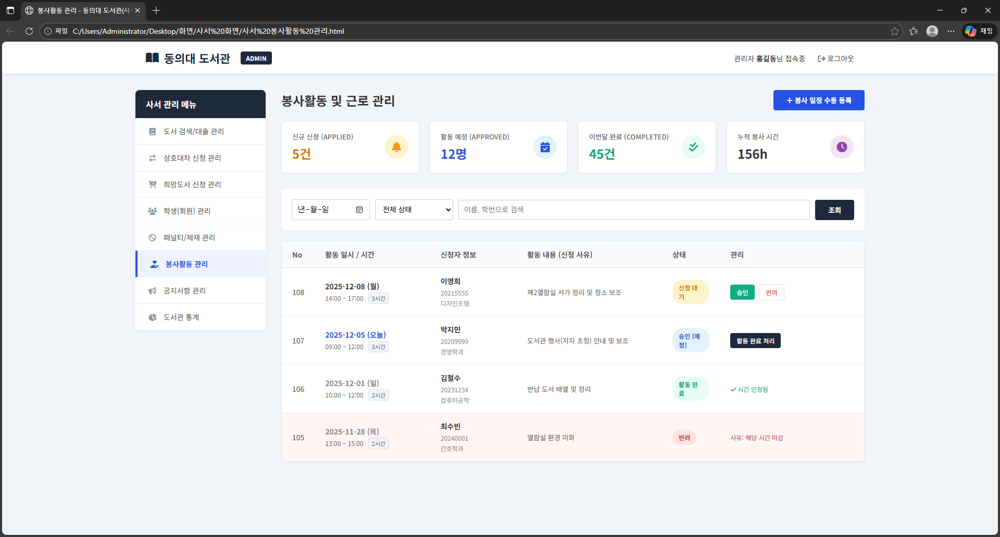 봉사활동 관리 - 동의대 도서관(사
파일 C:/Users/Administrator/Desktop/화면/사서%20화면/사서%20봉사활동%20관리.html
채팅
동의대 도서관 ADMIN
관리자 홍길동님 접속중 로그아웃
사서 관리 메뉴
도서 검색/대출 관리
상호대차 신청 관리
희망도서 신청 관리
학생(회원) 관리
패널티/제재 관리
봉사활동 관리
공지사항 관리
도서관 통계
봉사활동 및 근로 관리
+ 봉사 일정 수동 등록
신규 신청 (APPLIED)
5건
활동 예정 (APPROVED)
12명
이번달 완료 (COMPLETED)
45건
누적 봉사 시간
156h
년-월-일 전체 상태 이름, 학번으로 검색 조회
No 활동 일시 / 시간 신청자 정보 활동 내용 (신청 사유) 상태 관리
108
2025-12-08 (월)
14:00 ~ 17:00 3시간
이영희
20215555
디자인조형
제2열람실 서가 정리 및 청소 보조
신청 대
기
승인 반려
107
2025-12-05 (오늘)
09:00 ~ 12:00 3시간
박지민
20209999
경영학과
도서관 행사(저자 초청) 안내 및 보조
승인 (예
정)
활동 완료 처리
106
2025-12-01 (일)
10:00 ~ 12:00 2시간
김철수
20231234
컴퓨터공학
반납 도서 배열 및 정리
활동 완
료
시간 인정됨
105
2025-11-28 (목)
13:00 ~ 15:00 2시간
최수빈
20240001
간호학과
열람실 환경 미화
반려
사유: 해당 시간 마감